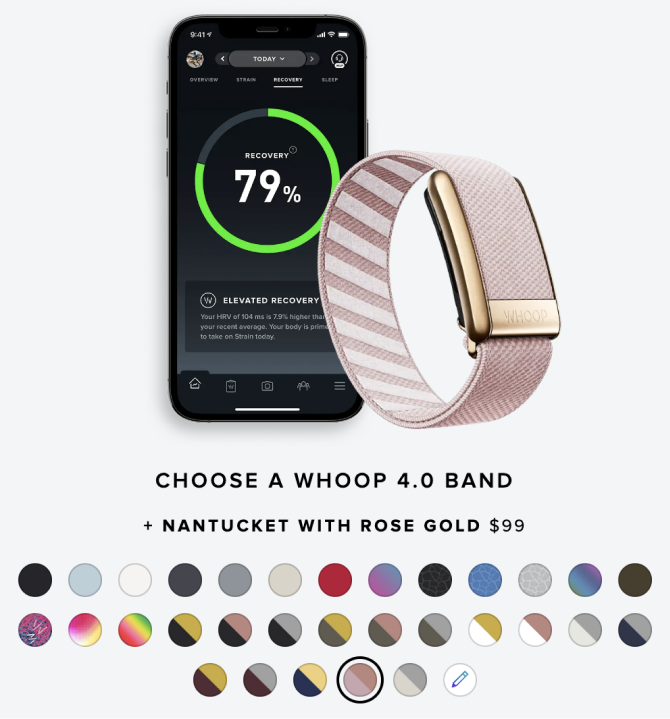 9:41
TODAY
OVERVIEW STRAIN RECOVERY SLEEP
RECOVERY
79%
W ELEVATED RECOVERY
Your HRV of 104 ms is 7.9% higher than
your recent average. Your body is prime
to take on Strain today.
WHOOP
CHOOSE A WHOOP 4.0 BAND
+ NANTUCKET WITH ROSE GOLD $99